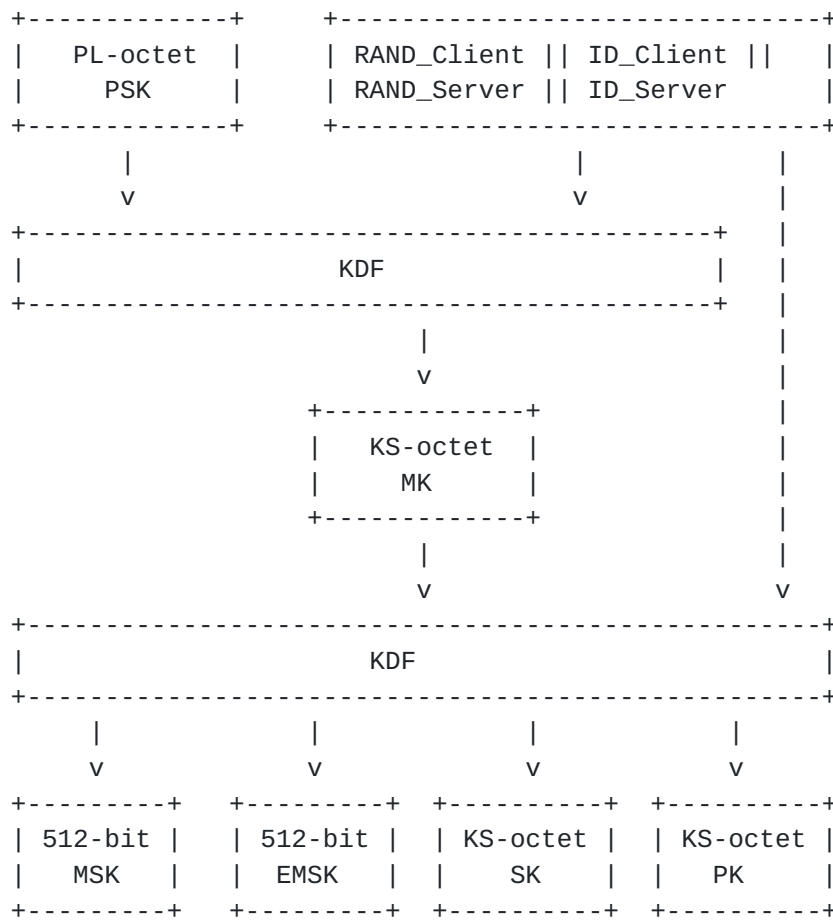 PL-octet RAND_Client || ID_Client ||
PSK RAND_Server || ID_Server
KDF
KS-octet
MK
KDF
512-bit 512-bit KS-octet KS-octet
MSK EMSK SK PK